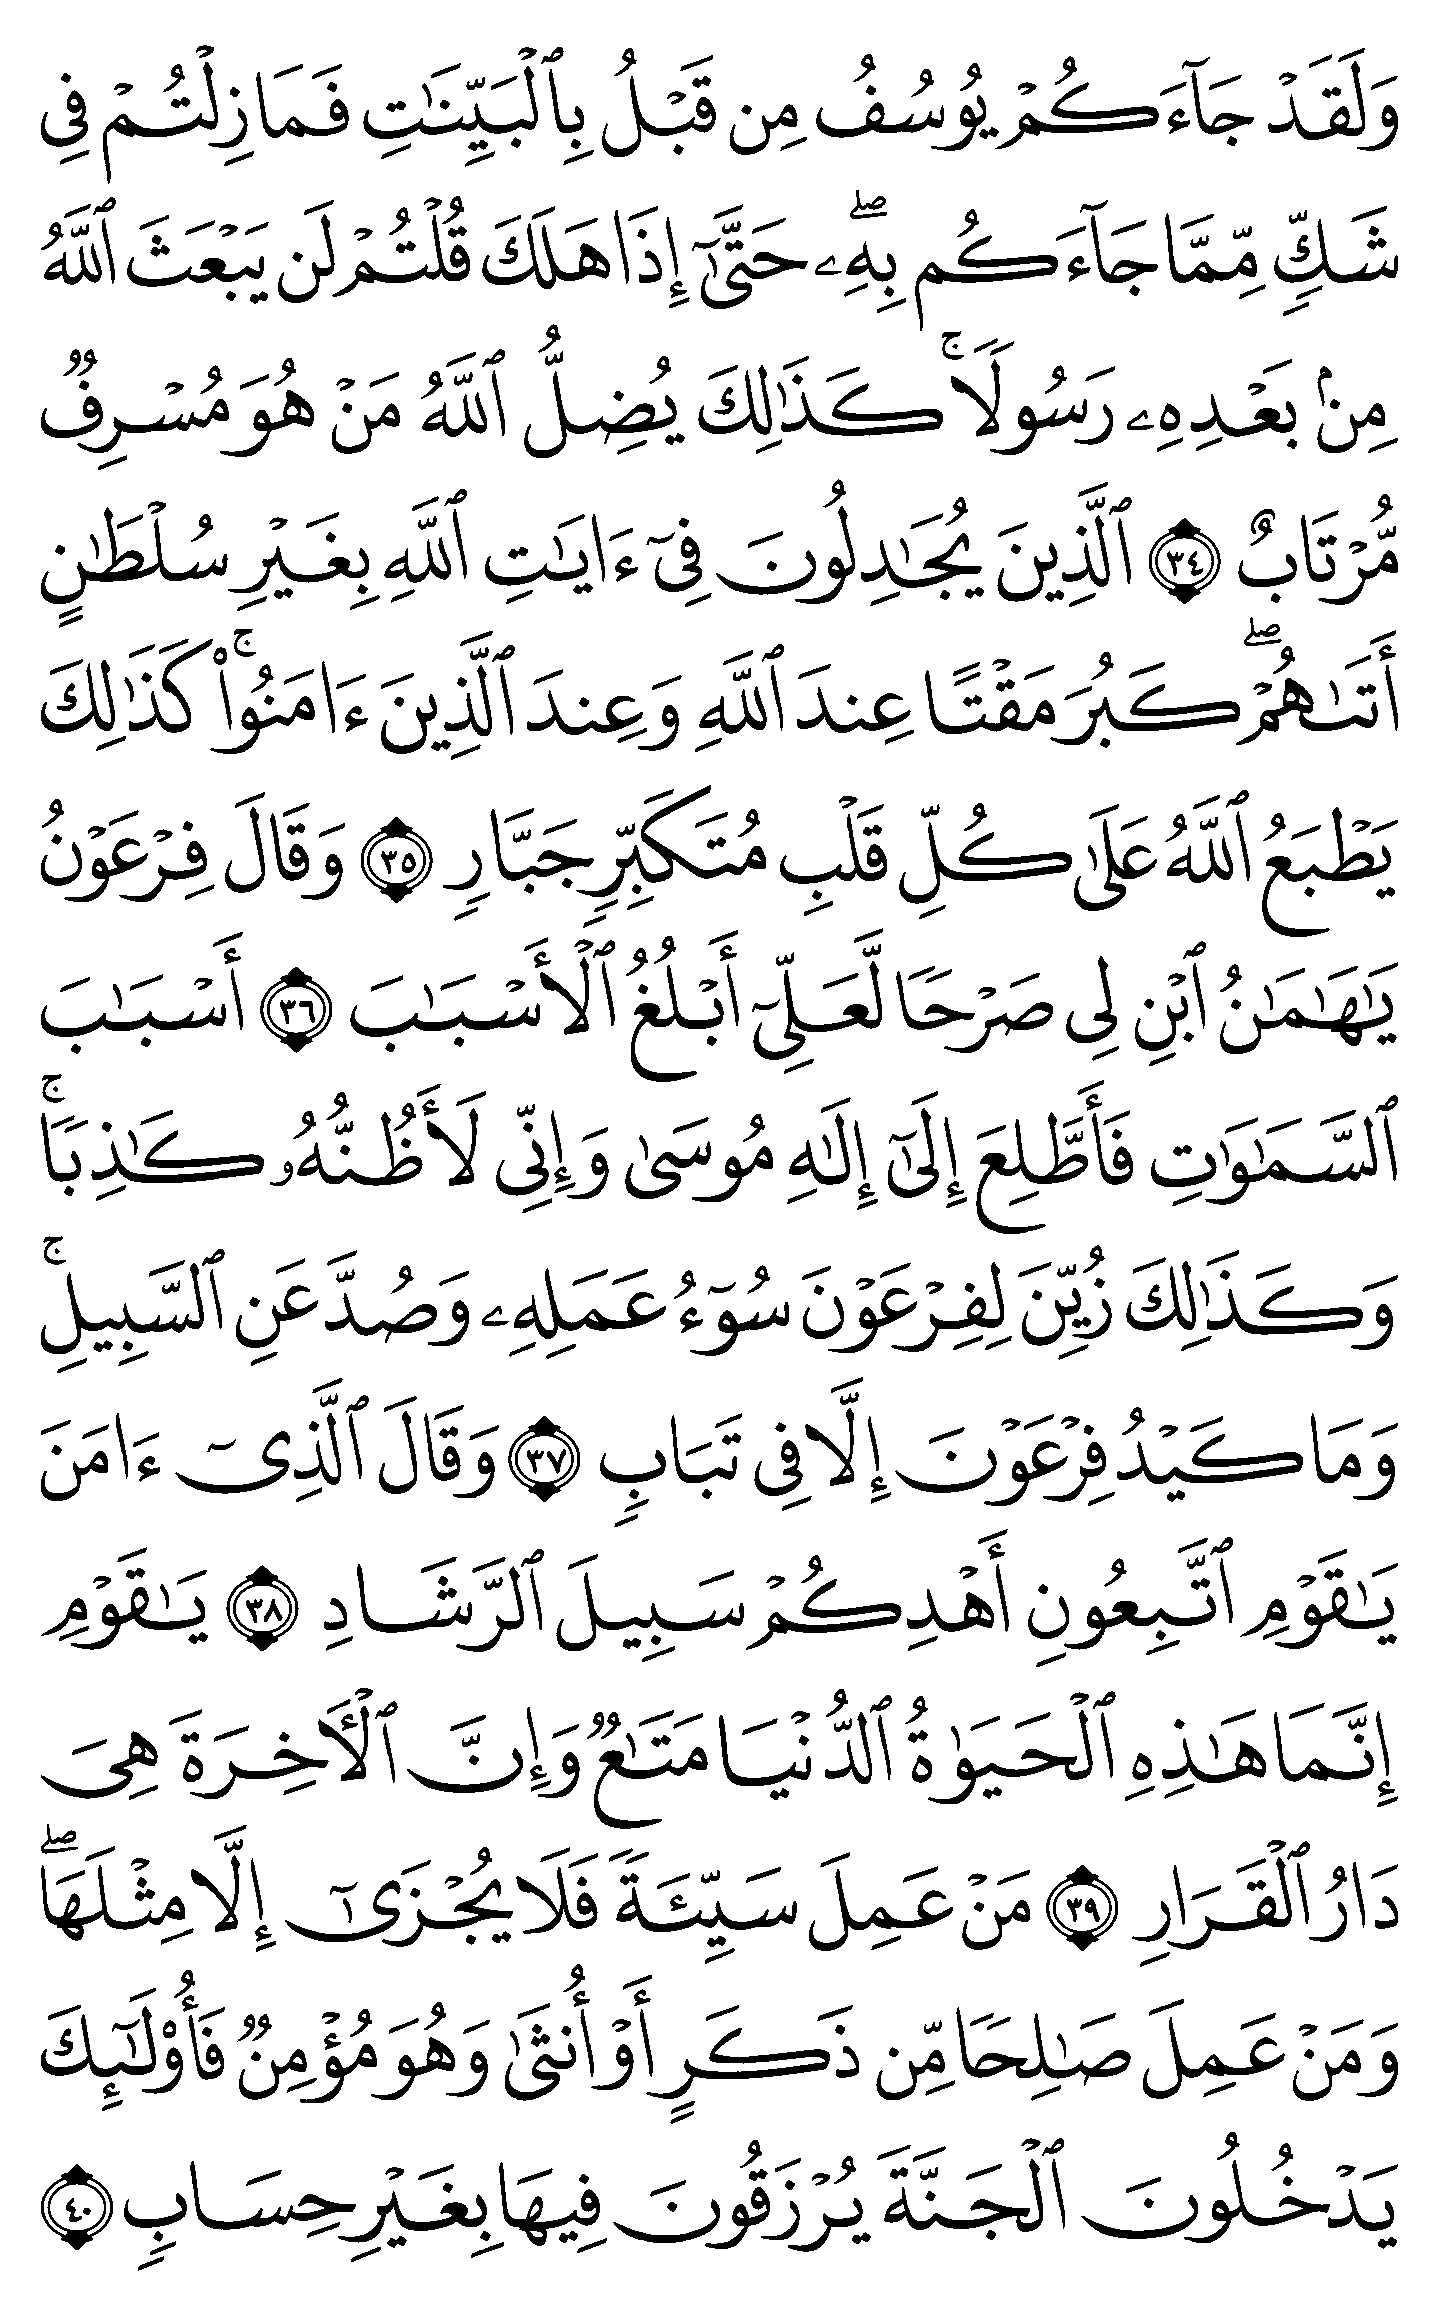 وَلَقَدْ جَآءَكُمْ يُوسُفُ مِن قَبْلُ بِٱلْبَيِّنَٰتِ فَمَا زِلْتُمْ فِى
شَكٍّ مِّمَّا جَآءَكُم بِهِۦ ۖ حَتَّىٰٓ إِذَا هَلَكَ قُلْتُمْ لَن يَبْعَثَ ٱللَّهُ
مِنۢ بَعْدِهِۦ رَسُولًا ۚ كَذَٰلِكَ يُضِلُّ ٱللَّهُ مَنْ هُوَ مُسْرِفٌ
مُّرْتَابٌ ٣٤ ٱلَّذِينَ يُجَٰدِلُونَ فِىٓ ءَايَٰتِ ٱللَّهِ بِغَيْرِ سُلْطَٰنٍ
أَتَىٰهُمْ ۖ كَبُرَ مَقْتًا عِندَ ٱللَّهِ وَعِندَ ٱلَّذِينَ ءَامَنُوا۟ ۚ كَذَٰلِكَ
يَطْبَعُ ٱللَّهُ عَلَىٰ كُلِّ قَلْبِ مُتَكَبِّرٍ جَبَّارٍ ٣٥ وَقَالَ فِرْعَوْنُ
يَٰهَٰمَٰنُ ٱبْنِ لِى صَرْحًا لَّعَلِّىٓ أَبْلُغُ ٱلْأَسْبَٰبَ ٣٦ أَسْبَٰبَ
ٱلسَّمَٰوَٰتِ فَأَطَّلِعَ إِلَىٰٓ إِلَٰهِ مُوسَىٰ وَإِنِّى لَأَظُنُّهُۥ كَٰذِبًا ۚ
وَكَذَٰلِكَ زُيِّنَ لِفِرْعَوْنَ سُوٓءُ عَمَلِهِۦ وَصُدَّ عَنِ ٱلسَّبِيلِ ۚ
وَمَا كَيْدُ فِرْعَوْنَ إِلَّا فِى تَبَابٍ ٣٧ وَقَالَ ٱلَّذِىٓ ءَامَنَ
يَٰقَوْمِ ٱتَّبِعُونِ أَهْدِكُمْ سَبِيلَ ٱلرَّشَادِ ٣٨ يَٰقَوْمِ
إِنَّمَا هَٰذِهِ ٱلْحَيَوٰةُ ٱلدُّنْيَا مَتَٰعٌ وَإِنَّ ٱلْأَخِرَةَ هِىَ
دَارُ ٱلْقَرَارِ ٣٩ مَنْ عَمِلَ سَيِّئَةً فَلَا يُجْزَىٰٓ إِلَّا مِثْلَهَا ۖ
وَمَنْ عَمِلَ صَٰلِحًا مِّن ذَكَرٍ أَوْ أُنثَىٰ وَهُوَ مُؤْمِنٌ فَأُو۟لَٰٓئِكَ
يَدْخُلُونَ ٱلْجَنَّةَ يُرْزَقُونَ فِيهَا بِغَيْرِ حِسَابٍ ٤٠